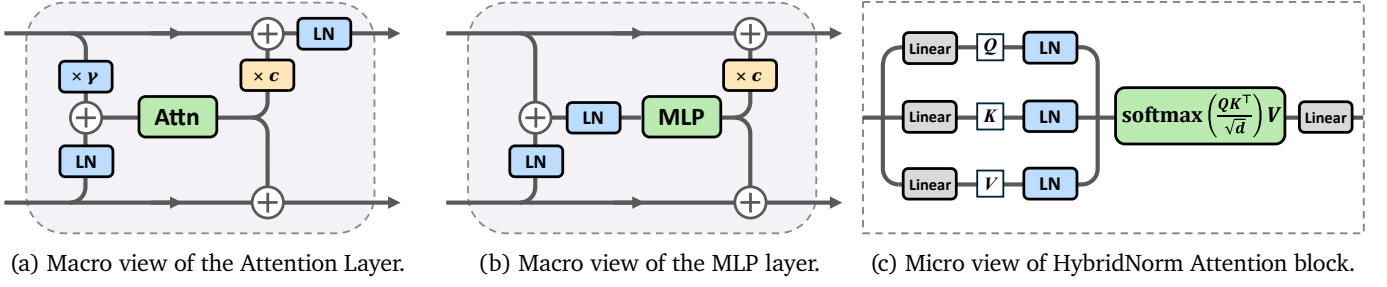 LN
× γ
× c
Attn
LN
(a) Macro view of the Attention Layer.
× c
LN
MLP
LN
(b) Macro view of the MLP layer.
Linear Q LN
Linear K LN
Linear V LN
softmax (QK⊤/√d) V
Linear
(c) Micro view of HybridNorm Attention block.